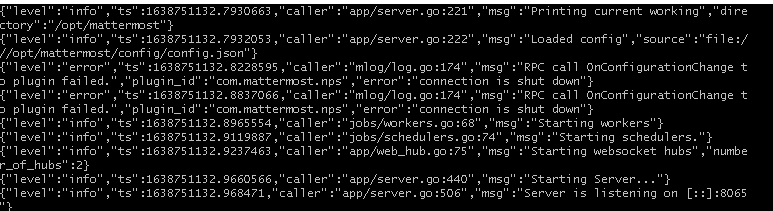 {"level":"info","ts":1638751132.7930663,"caller":"app/server.go:221","msg":"Printing current working","dire
ctory":"/opt/mattermost"}
{"level":"info","ts":1638751132.7932053,"caller":"app/server.go:222","msg":"Loaded config","source":"file:/
//opt/mattermost/config/config.json"}
{"level":"error","ts":1638751132.8228595,"caller":"mlog/log.go:174","msg":"RPC call OnConfigurationChange t
o plugin failed.","plugin_id":"com.mattermost.nps","error":"connection is shut down"}
{"level":"error","ts":1638751132.8837066,"caller":"mlog/log.go:174","msg":"RPC call OnConfigurationChange t
o plugin failed.","plugin_id":"com.mattermost.nps","error":"connection is shut down"}
{"level":"info","ts":1638751132.8965554,"caller":"jobs/workers.go:68","msg":"Starting workers"}
{"level":"info","ts":1638751132.9119887,"caller":"jobs/schedulers.go:74","msg":"Starting schedulers."}
{"level":"info","ts":1638751132.9237463,"caller":"app/web_hub.go:75","msg":"Starting websocket hubs","numbe
r_of_hubs":2}
{"level":"info","ts":1638751132.9660566,"caller":"app/server.go:440","msg":"Starting Server..."}
{"level":"info","ts":1638751132.968471,"caller":"app/server.go:506","msg":"Server is listening on [::]:8065
"}